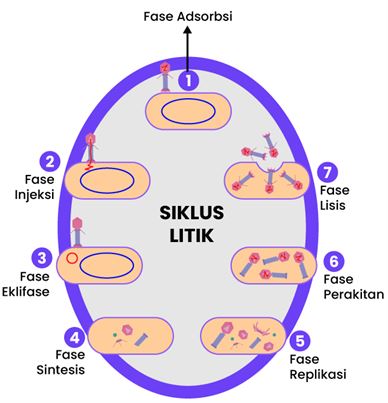 Fase Adsorbsi
1
2
Fase
Injeksi
3
Fase
Eklifase
4
Fase
Sintesis
5
Fase
Replikasi
6
Fase
Perakitan
7
Fase
Lisis
SIKLUS
LITIK